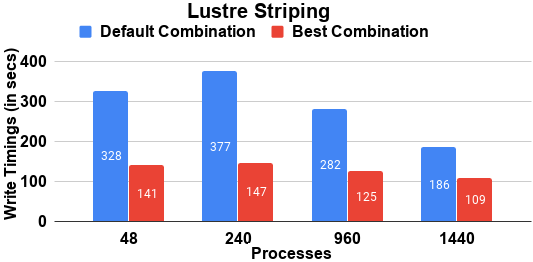 Lustre Striping
Default Combination Best Combination
Write Timings (in secs)
400
300
200
100
0
328 141 377 147 282 125 186 109
48 240 960 1440
Processes